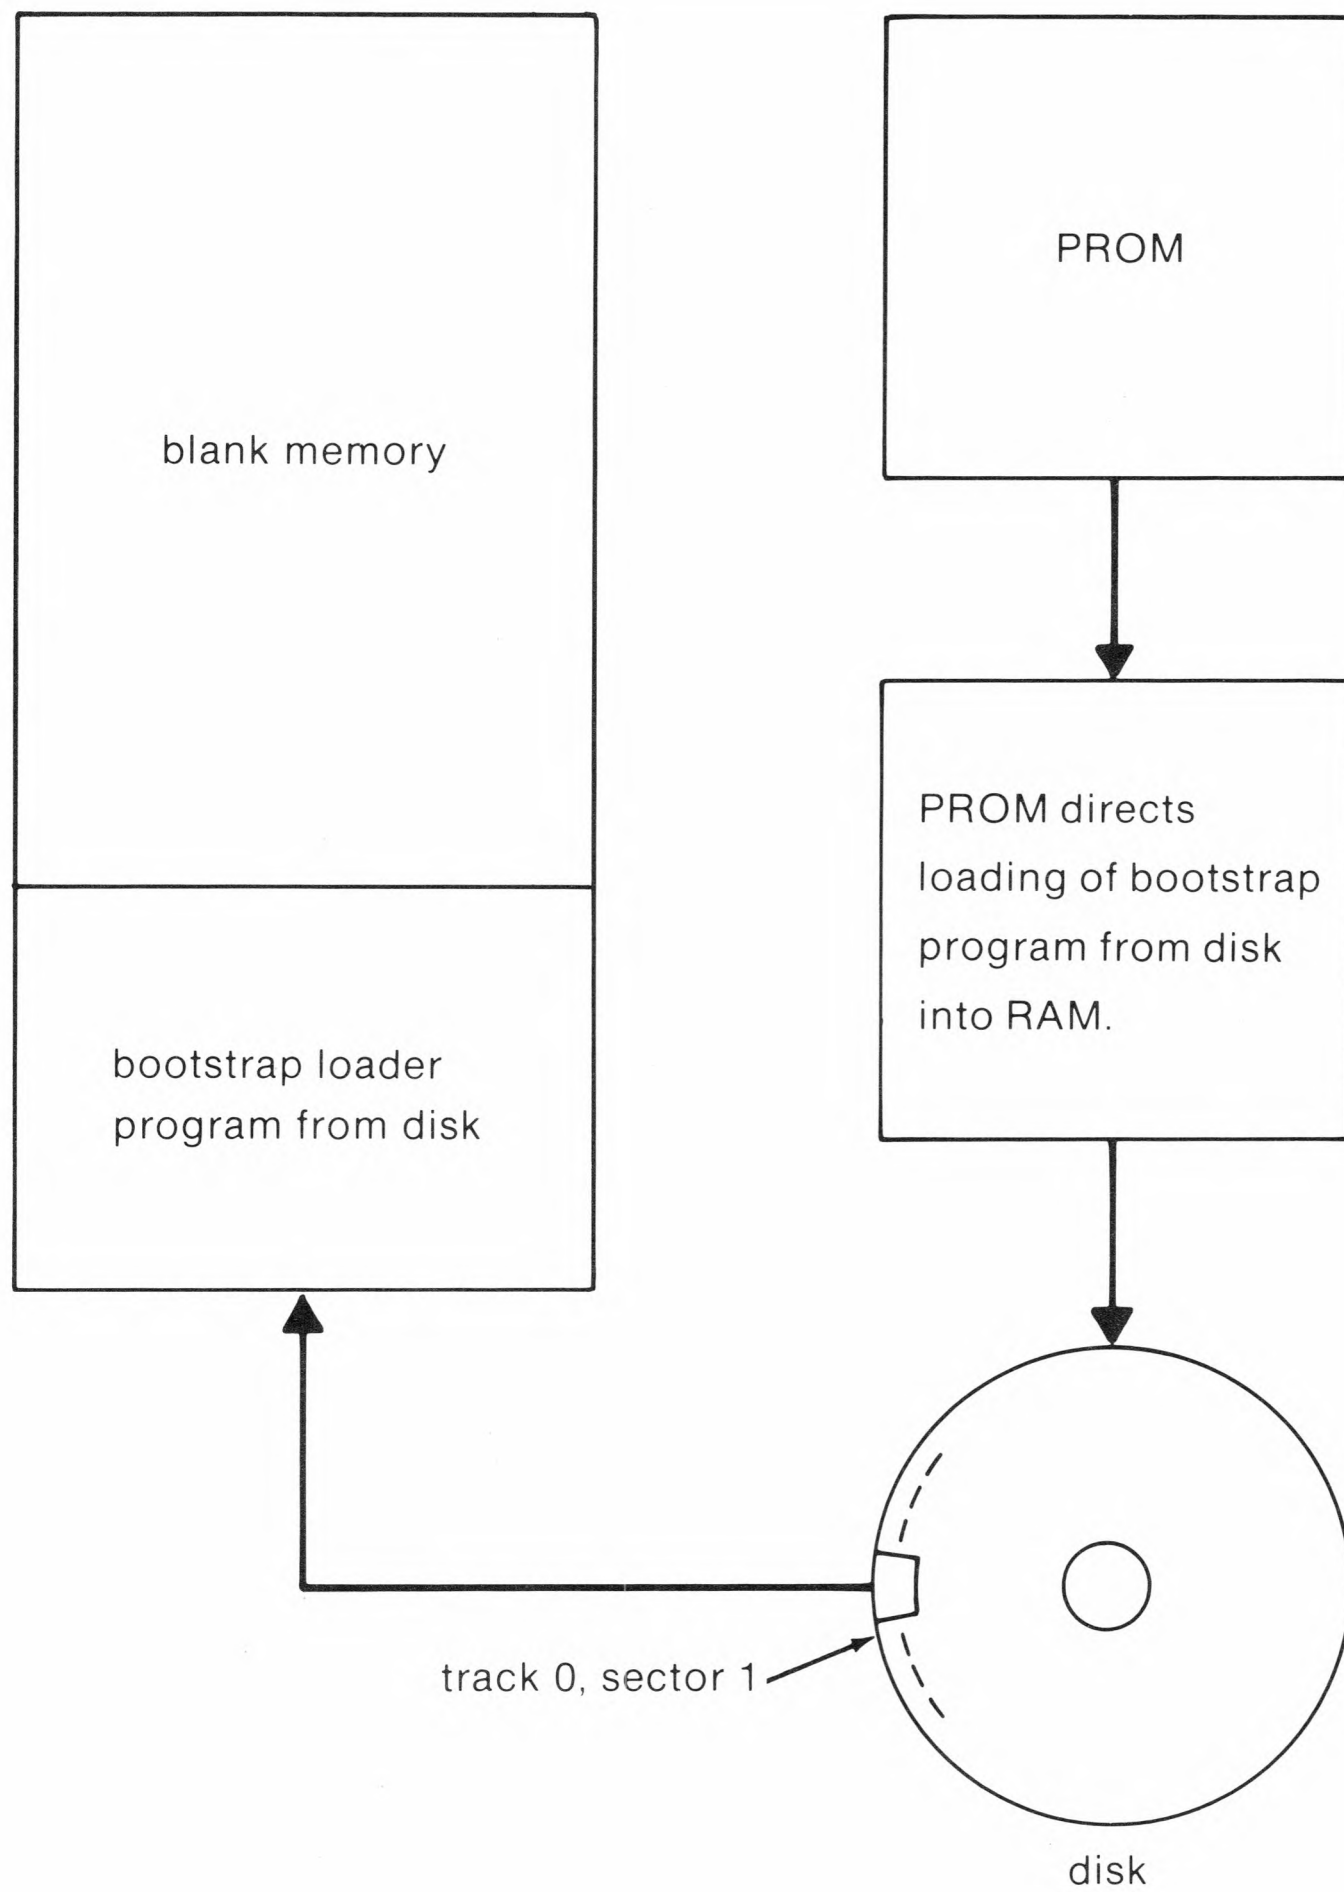 PROM
blank memory
PROM directs
loading of bootstrap
program from disk
into RAM.
bootstrap loader
program from disk
track 0, sector 1
disk